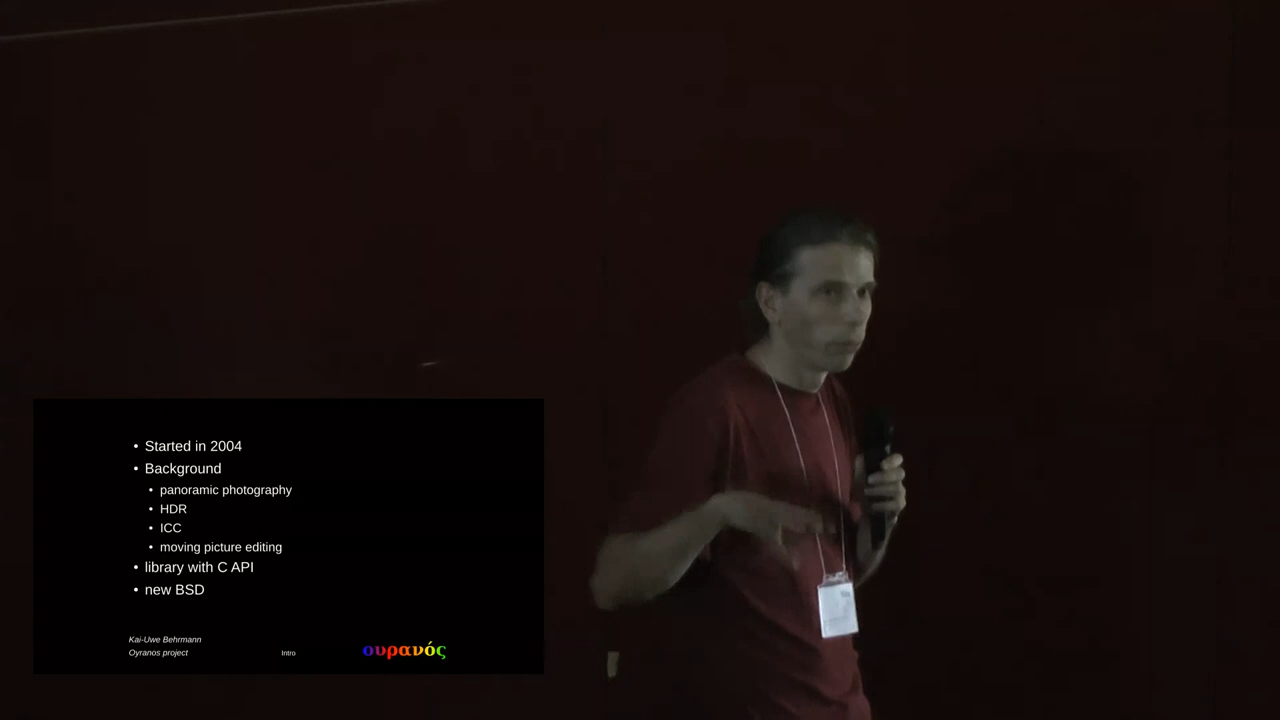 • Started in 2004
• Background
• panoramic photography
• HDR
• ICC
• moving picture editing
• library with C API
• new BSD
Kai-Uwe Behrmann
Oyranos project
Intro
ουρανός